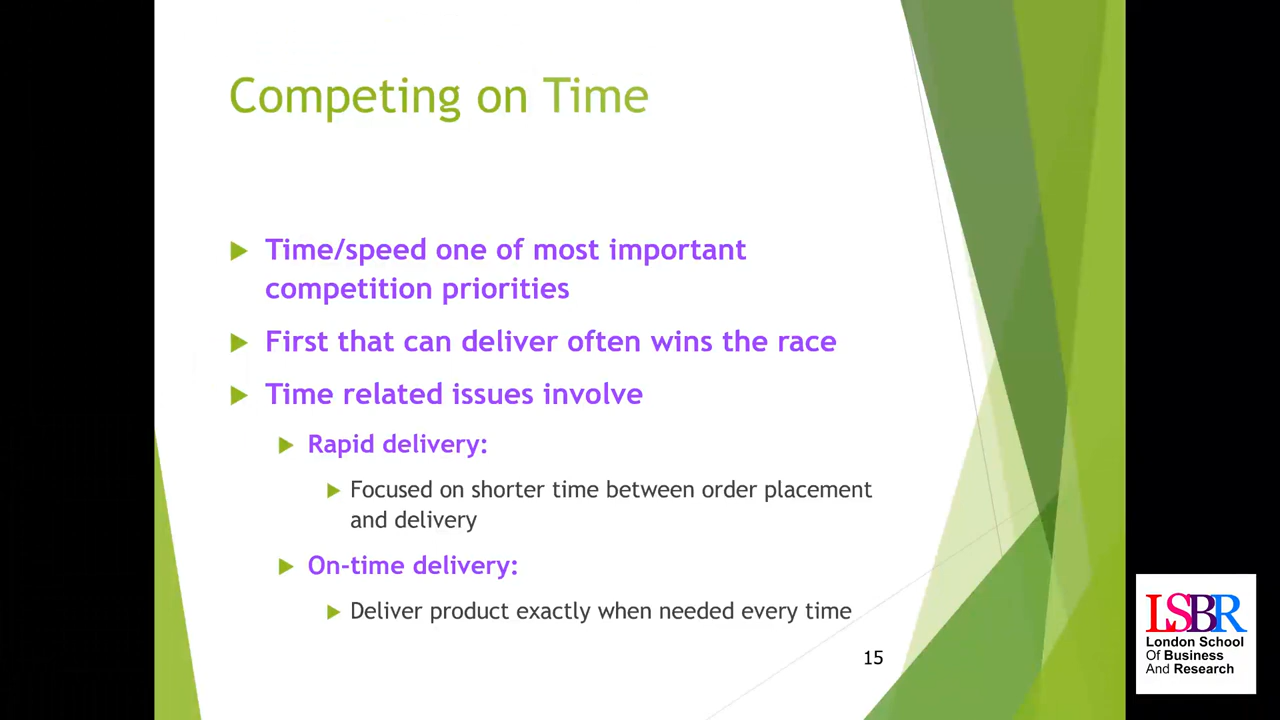 Competing on Time
Time/speed one of most important
competition priorities
First that can deliver often wins the race
Time related issues involve
Rapid delivery:
Focused on shorter time between order placement
and delivery
On-time delivery:
Deliver product exactly when needed every time
15
LSBR
London School
Of Business
And Research